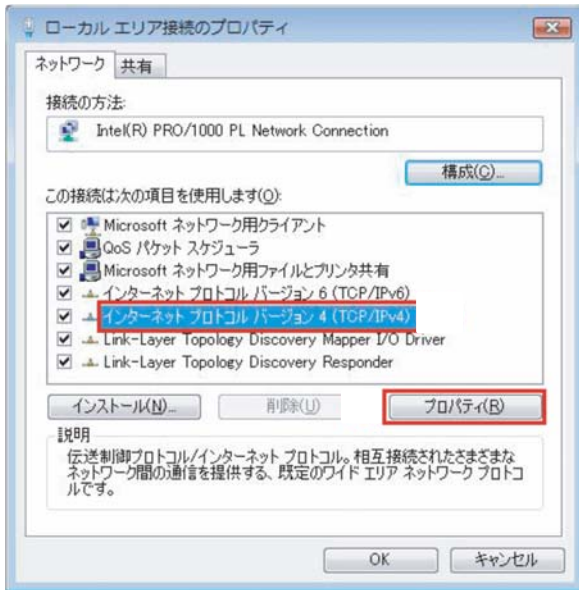 ローカル エリア接続のプロパティ
ネットワーク 共有
接続の方法:
Intel(R) PRO/1000 PL Network Connection
構成(C)...
この接続は次の項目を使用します(O):
Microsoft ネットワーク用クライアント
QoS パケット スケジューラ
Microsoft ネットワーク用ファイルとプリンタ共有
インターネット プロトコル バージョン 6 (TCP/IPv6)
インターネット プロトコル バージョン 4 (TCP/IPv4)
Link-Layer Topology Discovery Mapper I/O Driver
Link-Layer Topology Discovery Responder
インストール(N)... 削除(U) プロパティ(R)
説明
伝送制御プロトコル/インターネット プロトコル。相互接続されたさまざまな
ネットワーク間の通信を提供する、既定のワイド エリア ネットワーク プロトコ
ルです。
OK キャンセル